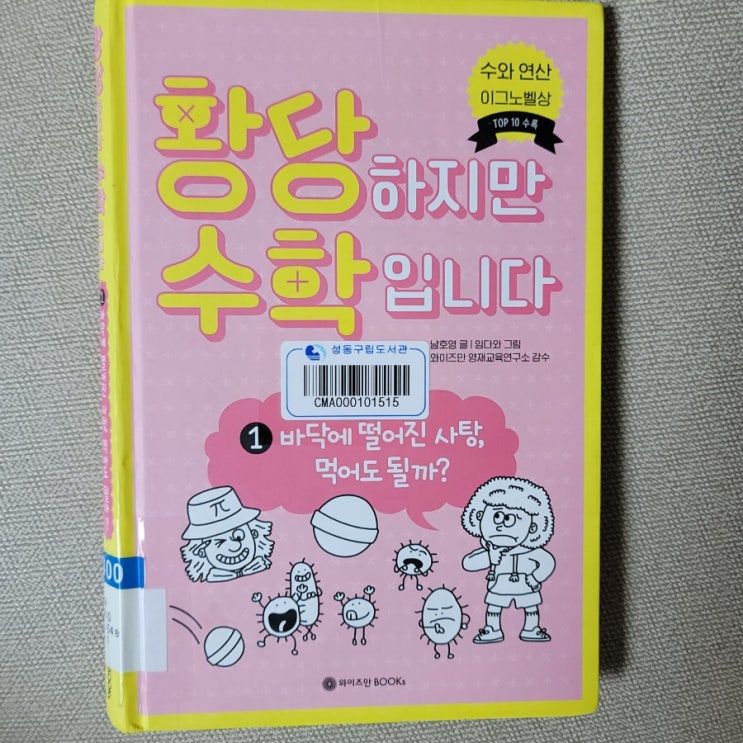 수와 연산
이그노벨상
TOP 10 수록
황당하지만
수학입니다
남호영 글 | 임다와 그림
와이즈만 영재교육연구소 감수
성동구립도서관
CMA000101515
1 바닥에 떨어진 사탕,
먹어도 될까?
π
와이즈만 BOOKs